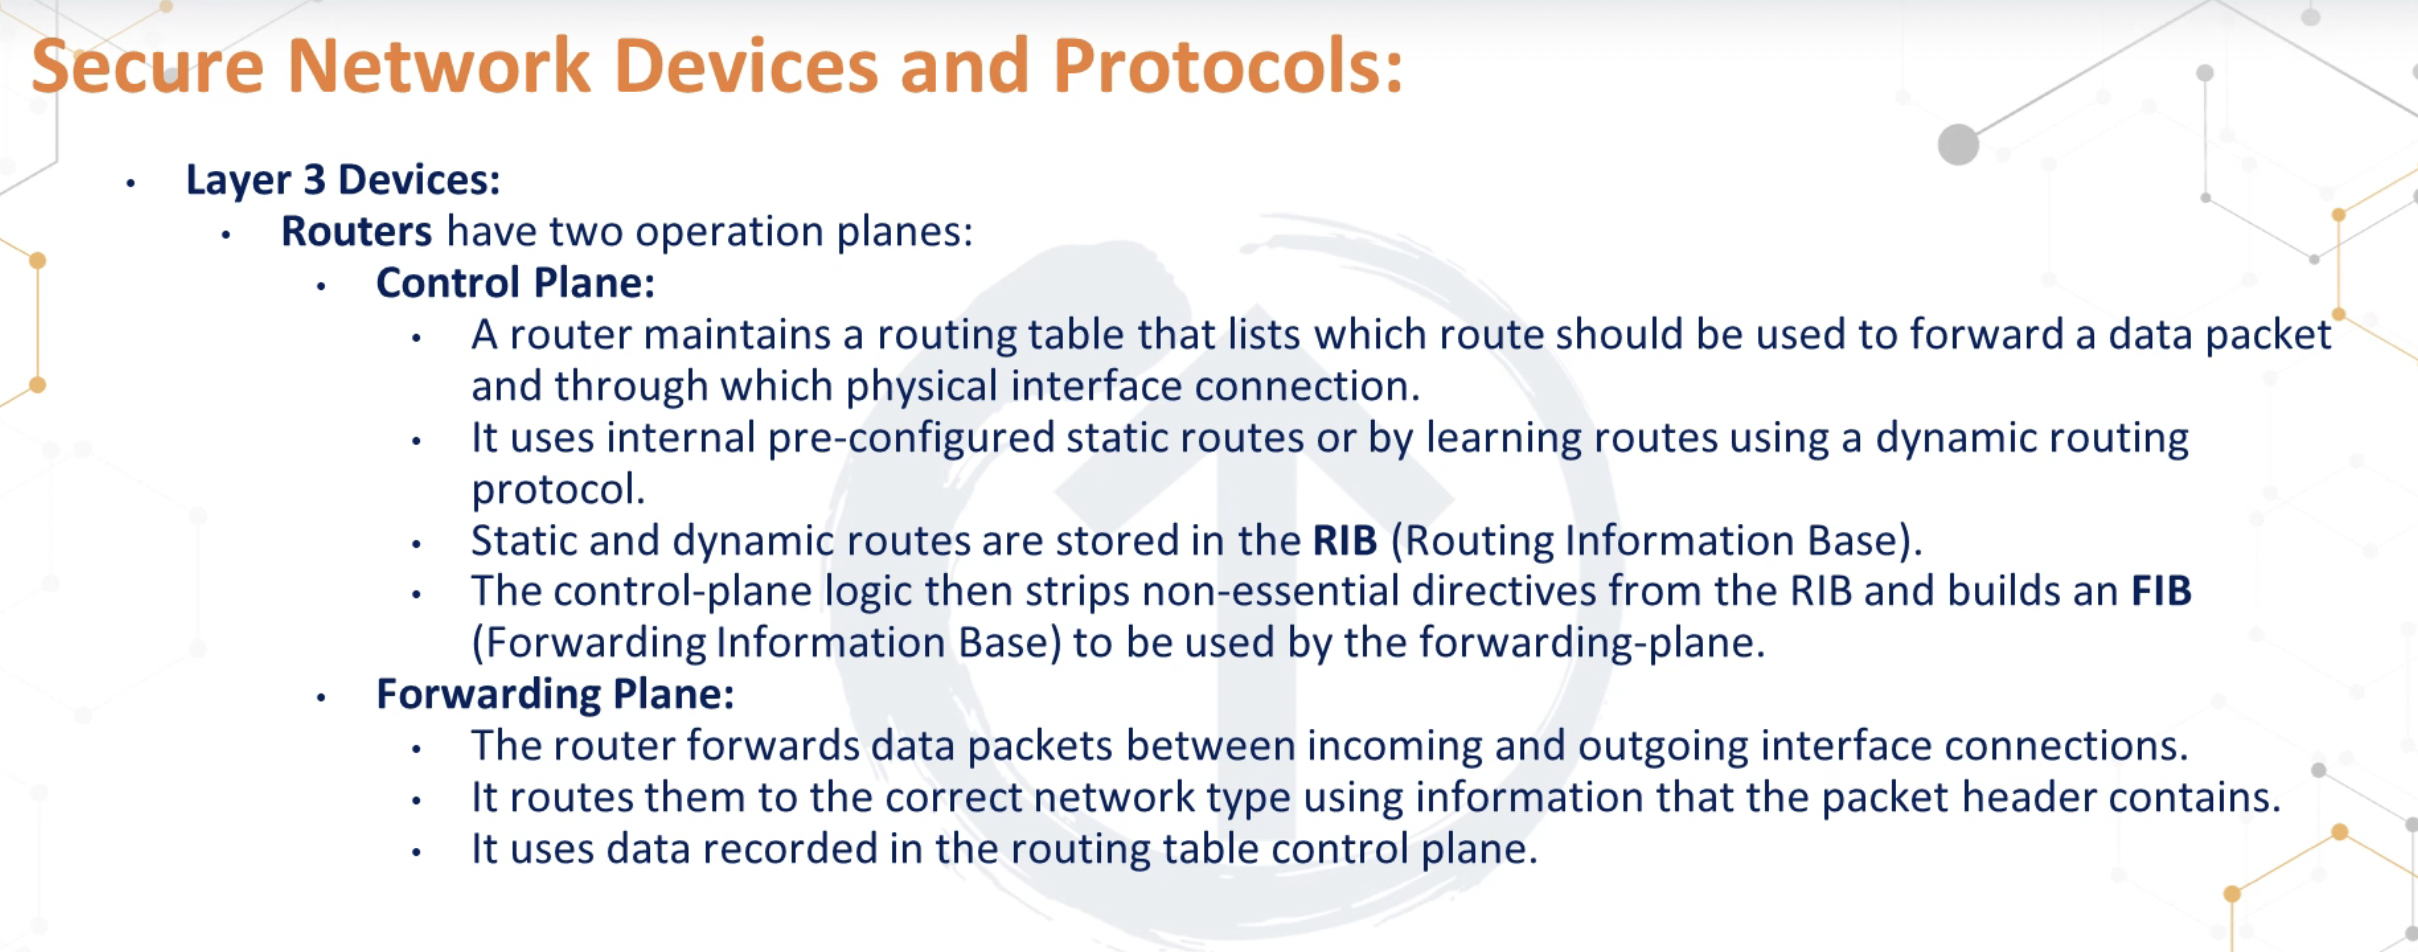 Secure Network Devices and Protocols:
• Layer 3 Devices:
• Routers have two operation planes:
• Control Plane:
• A router maintains a routing table that lists which route should be used to forward a data packet
and through which physical interface connection.
• It uses internal pre-configured static routes or by learning routes using a dynamic routing
protocol.
• Static and dynamic routes are stored in the RIB (Routing Information Base).
• The control-plane logic then strips non-essential directives from the RIB and builds an FIB
(Forwarding Information Base) to be used by the forwarding-plane.
• Forwarding Plane:
• The router forwards data packets between incoming and outgoing interface connections.
• It routes them to the correct network type using information that the packet header contains.
• It uses data recorded in the routing table control plane.